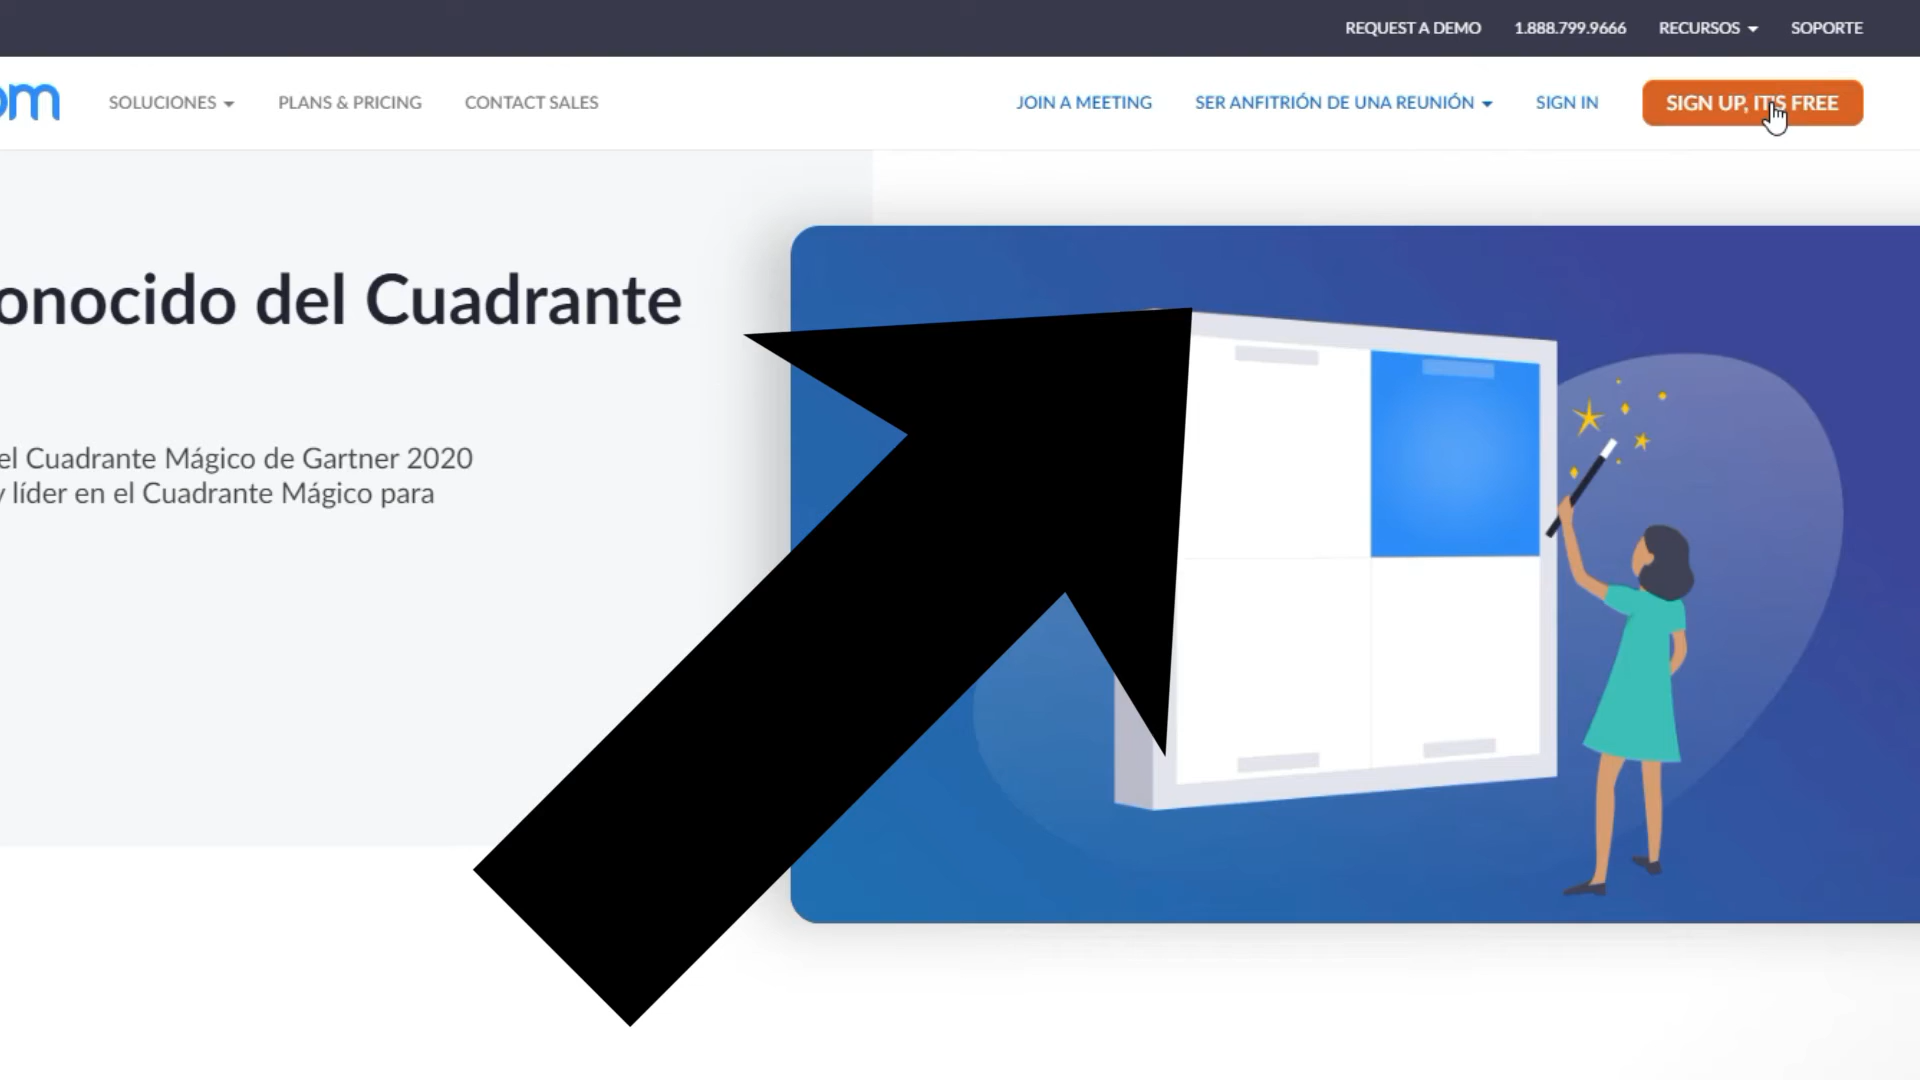 REQUEST A DEMO 1.888.799.9666 RECURSOS SOPORTE
om SOLUCIONES PLANS & PRICING CONTACT SALES JOIN A MEETING SER ANFITRIÓN DE UNA REUNIÓN SIGN IN SIGN UP, IT'S FREE
onocido del Cuadrante
el Cuadrante Mágico de Gartner 2020
y líder en el Cuadrante Mágico para